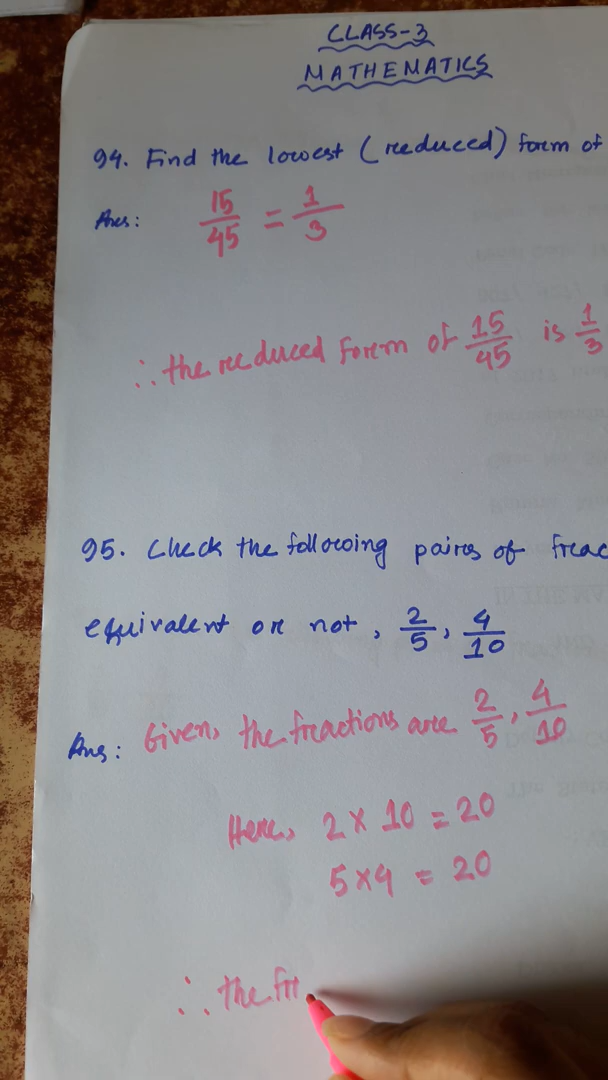 CLASS-3
MATHEMATICS
94. Find the lowest (reduced) form of
Ans: 15/45 = 1/3
∴ the reduced form of 15/45 is 1/3
95. Check the following pairs of frac
equivalent or not, 2/5, 4/10
Ans: Given, the fractions are 2/5, 4/10
Here, 2 × 10 = 20
5 × 4 = 20
∴ the fr